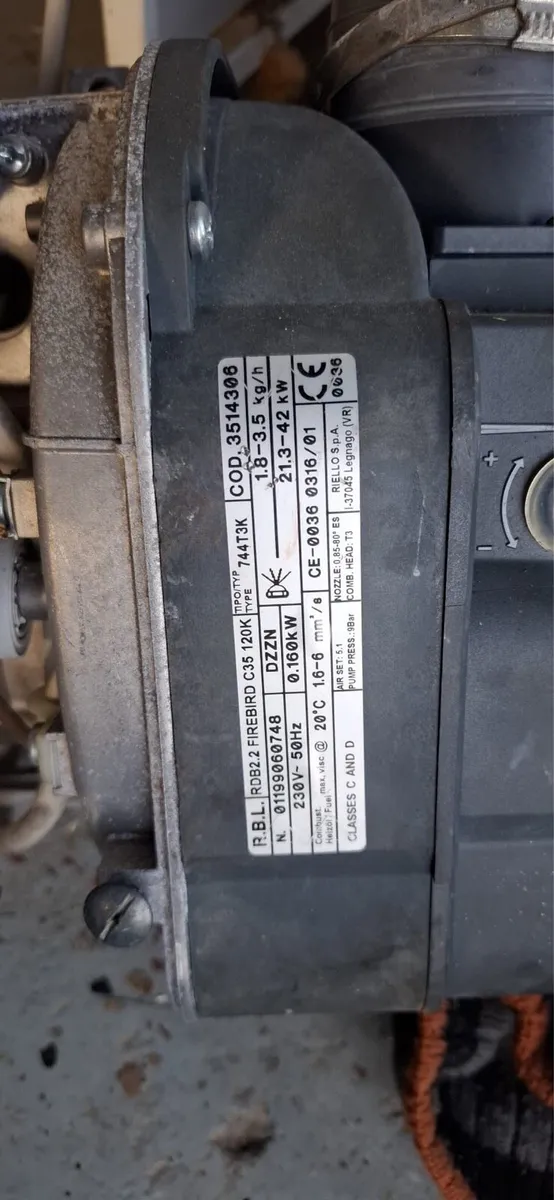 R.B.L. RDB2.2 FIREBIRD C35 120K TIPO/TYP TYPE 744T3K COD. 3514306
N. 01199060748 DZZN 1.8-3.5 kg/h
230V~ 50Hz 0.160kW 21.3-42 kW
Combust.
Heizöl / Fuel max. visc @ 20°C 1.6-6 mm²/s CE-0036 0316/01 CE
CLASSES C AND D
AIR SET: 5.1
PUMP PRESS.:9Bar
NOZZLE: 0,85-80° ES
COMB. HEAD: T3
RIELLO S.p.A.
I-37045 Legnago (VR)
0036
+
−